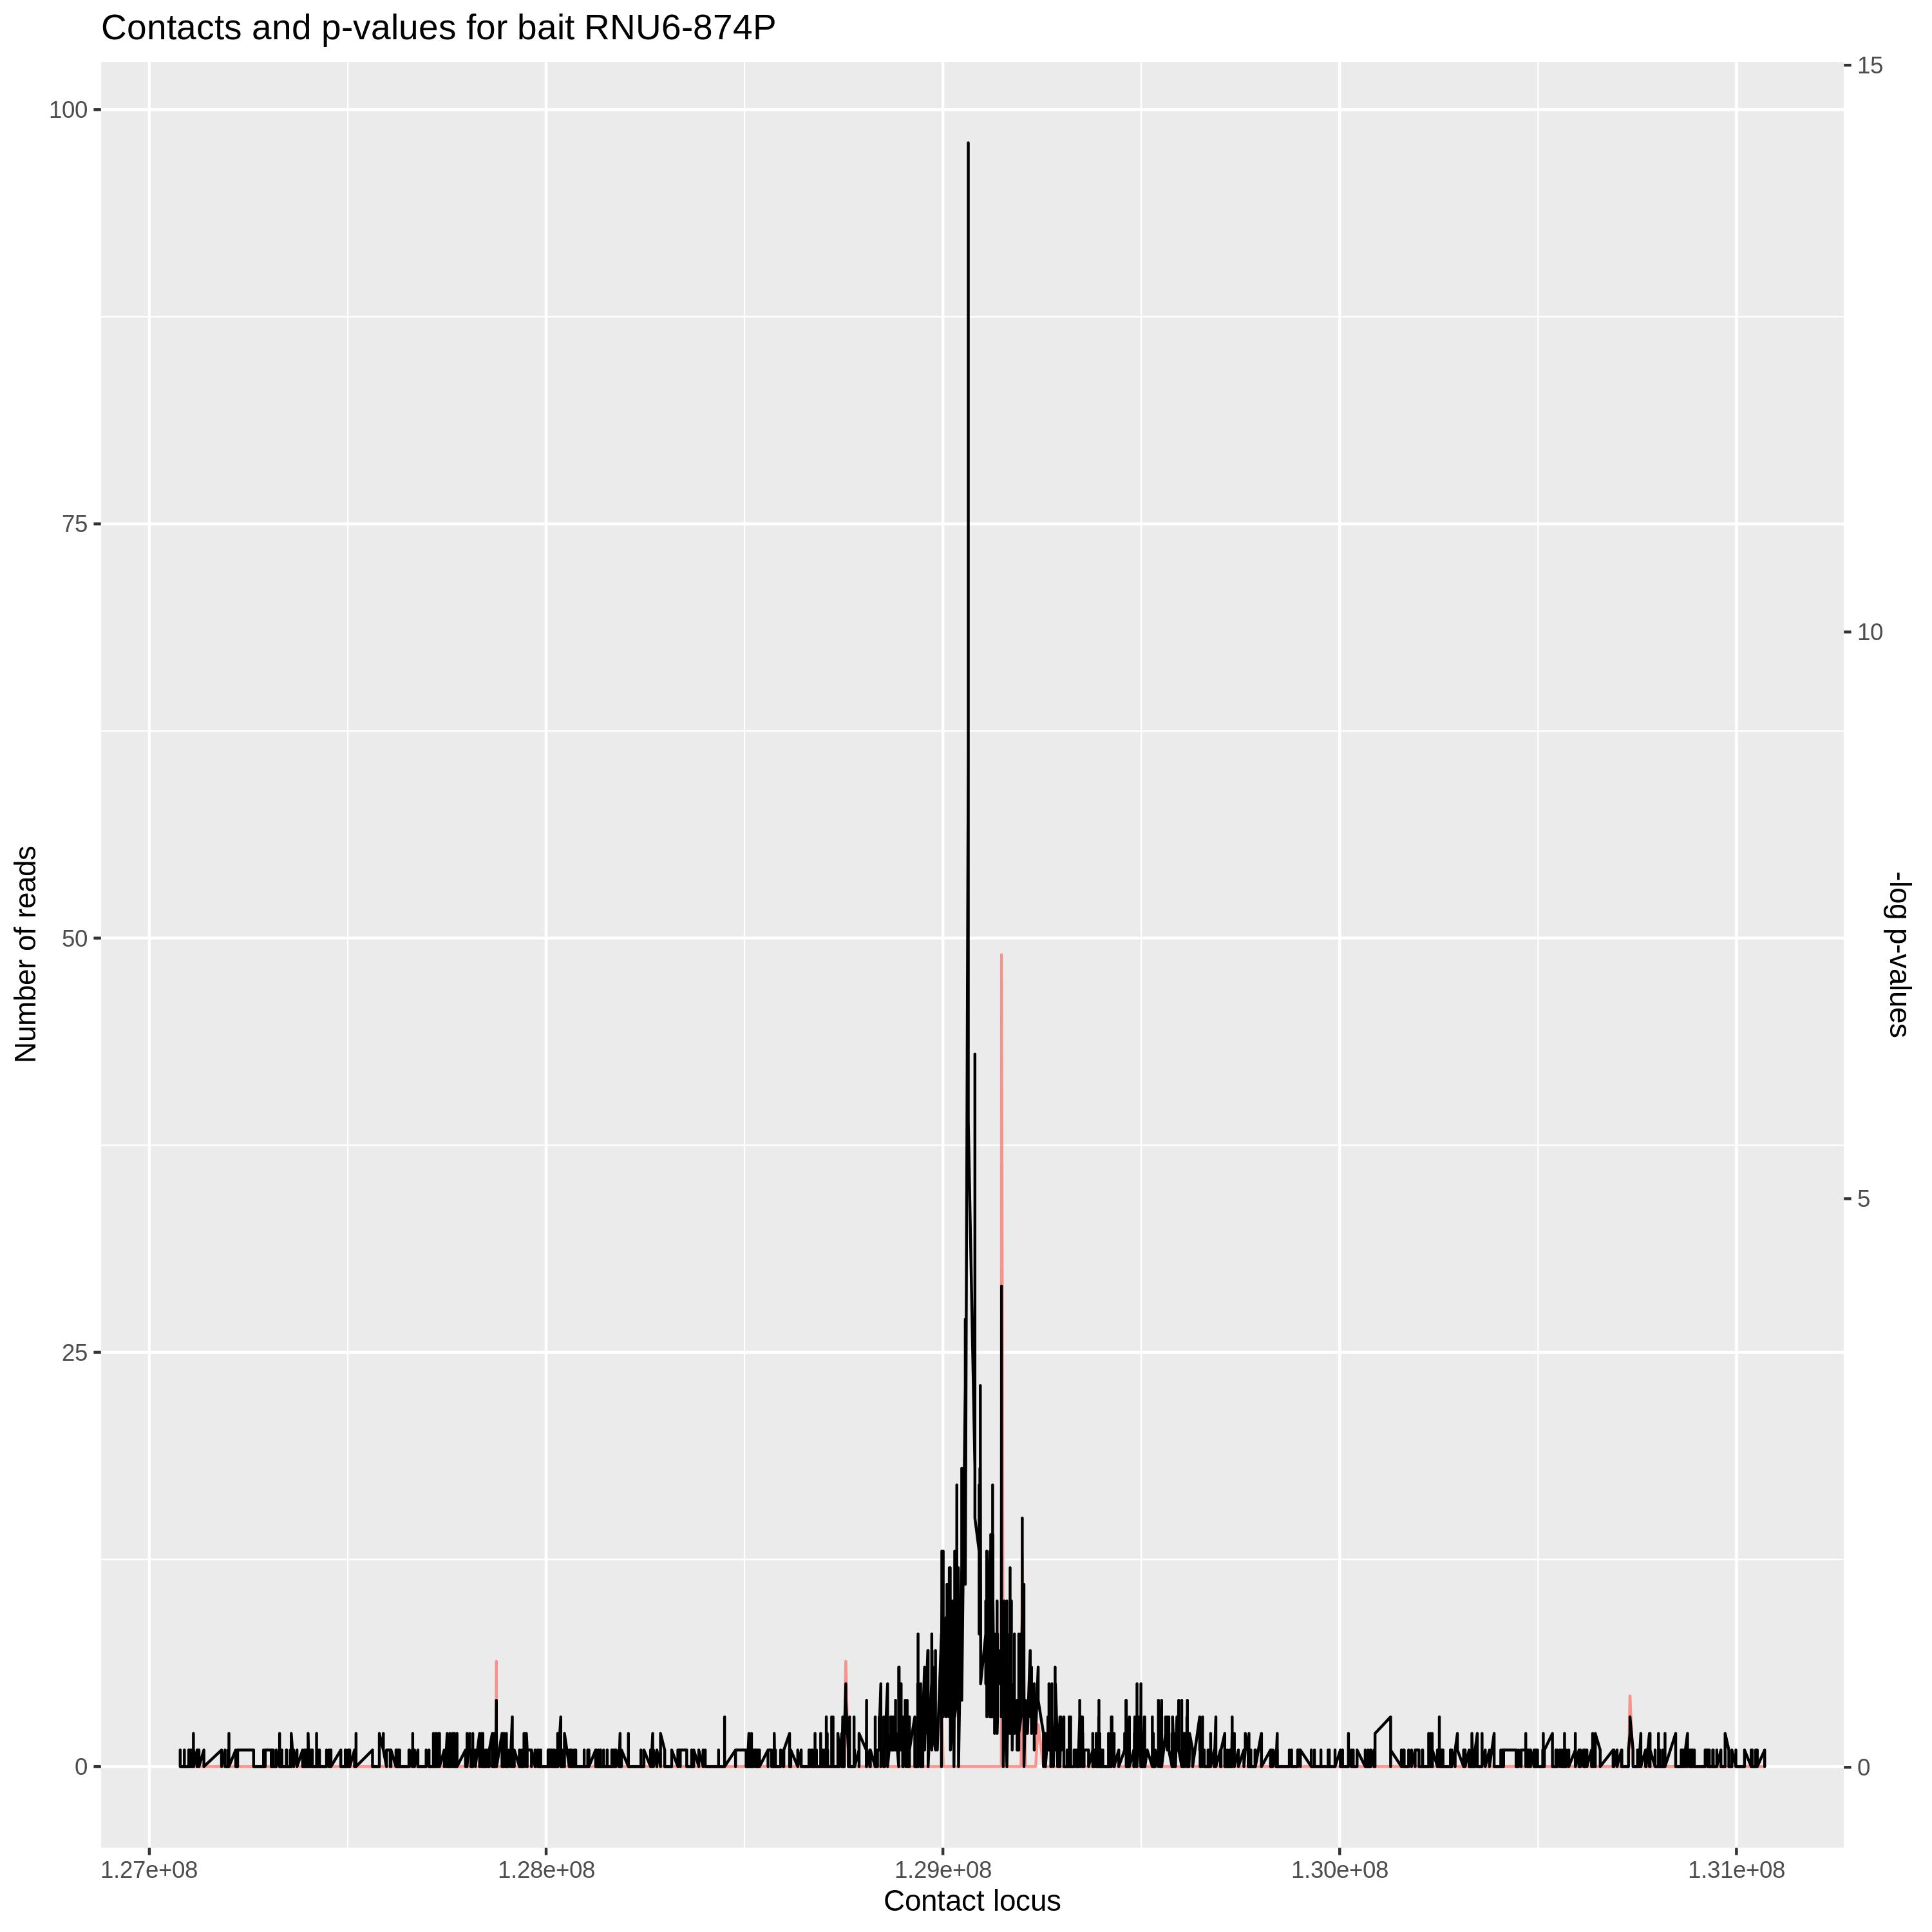 Contacts and p-values for bait RNU6-874P
100
75
50
25
0
Number of reads
15
10
5
0
-log p-values
1.27e+08
1.28e+08
1.29e+08
1.30e+08
1.31e+08
Contact locus